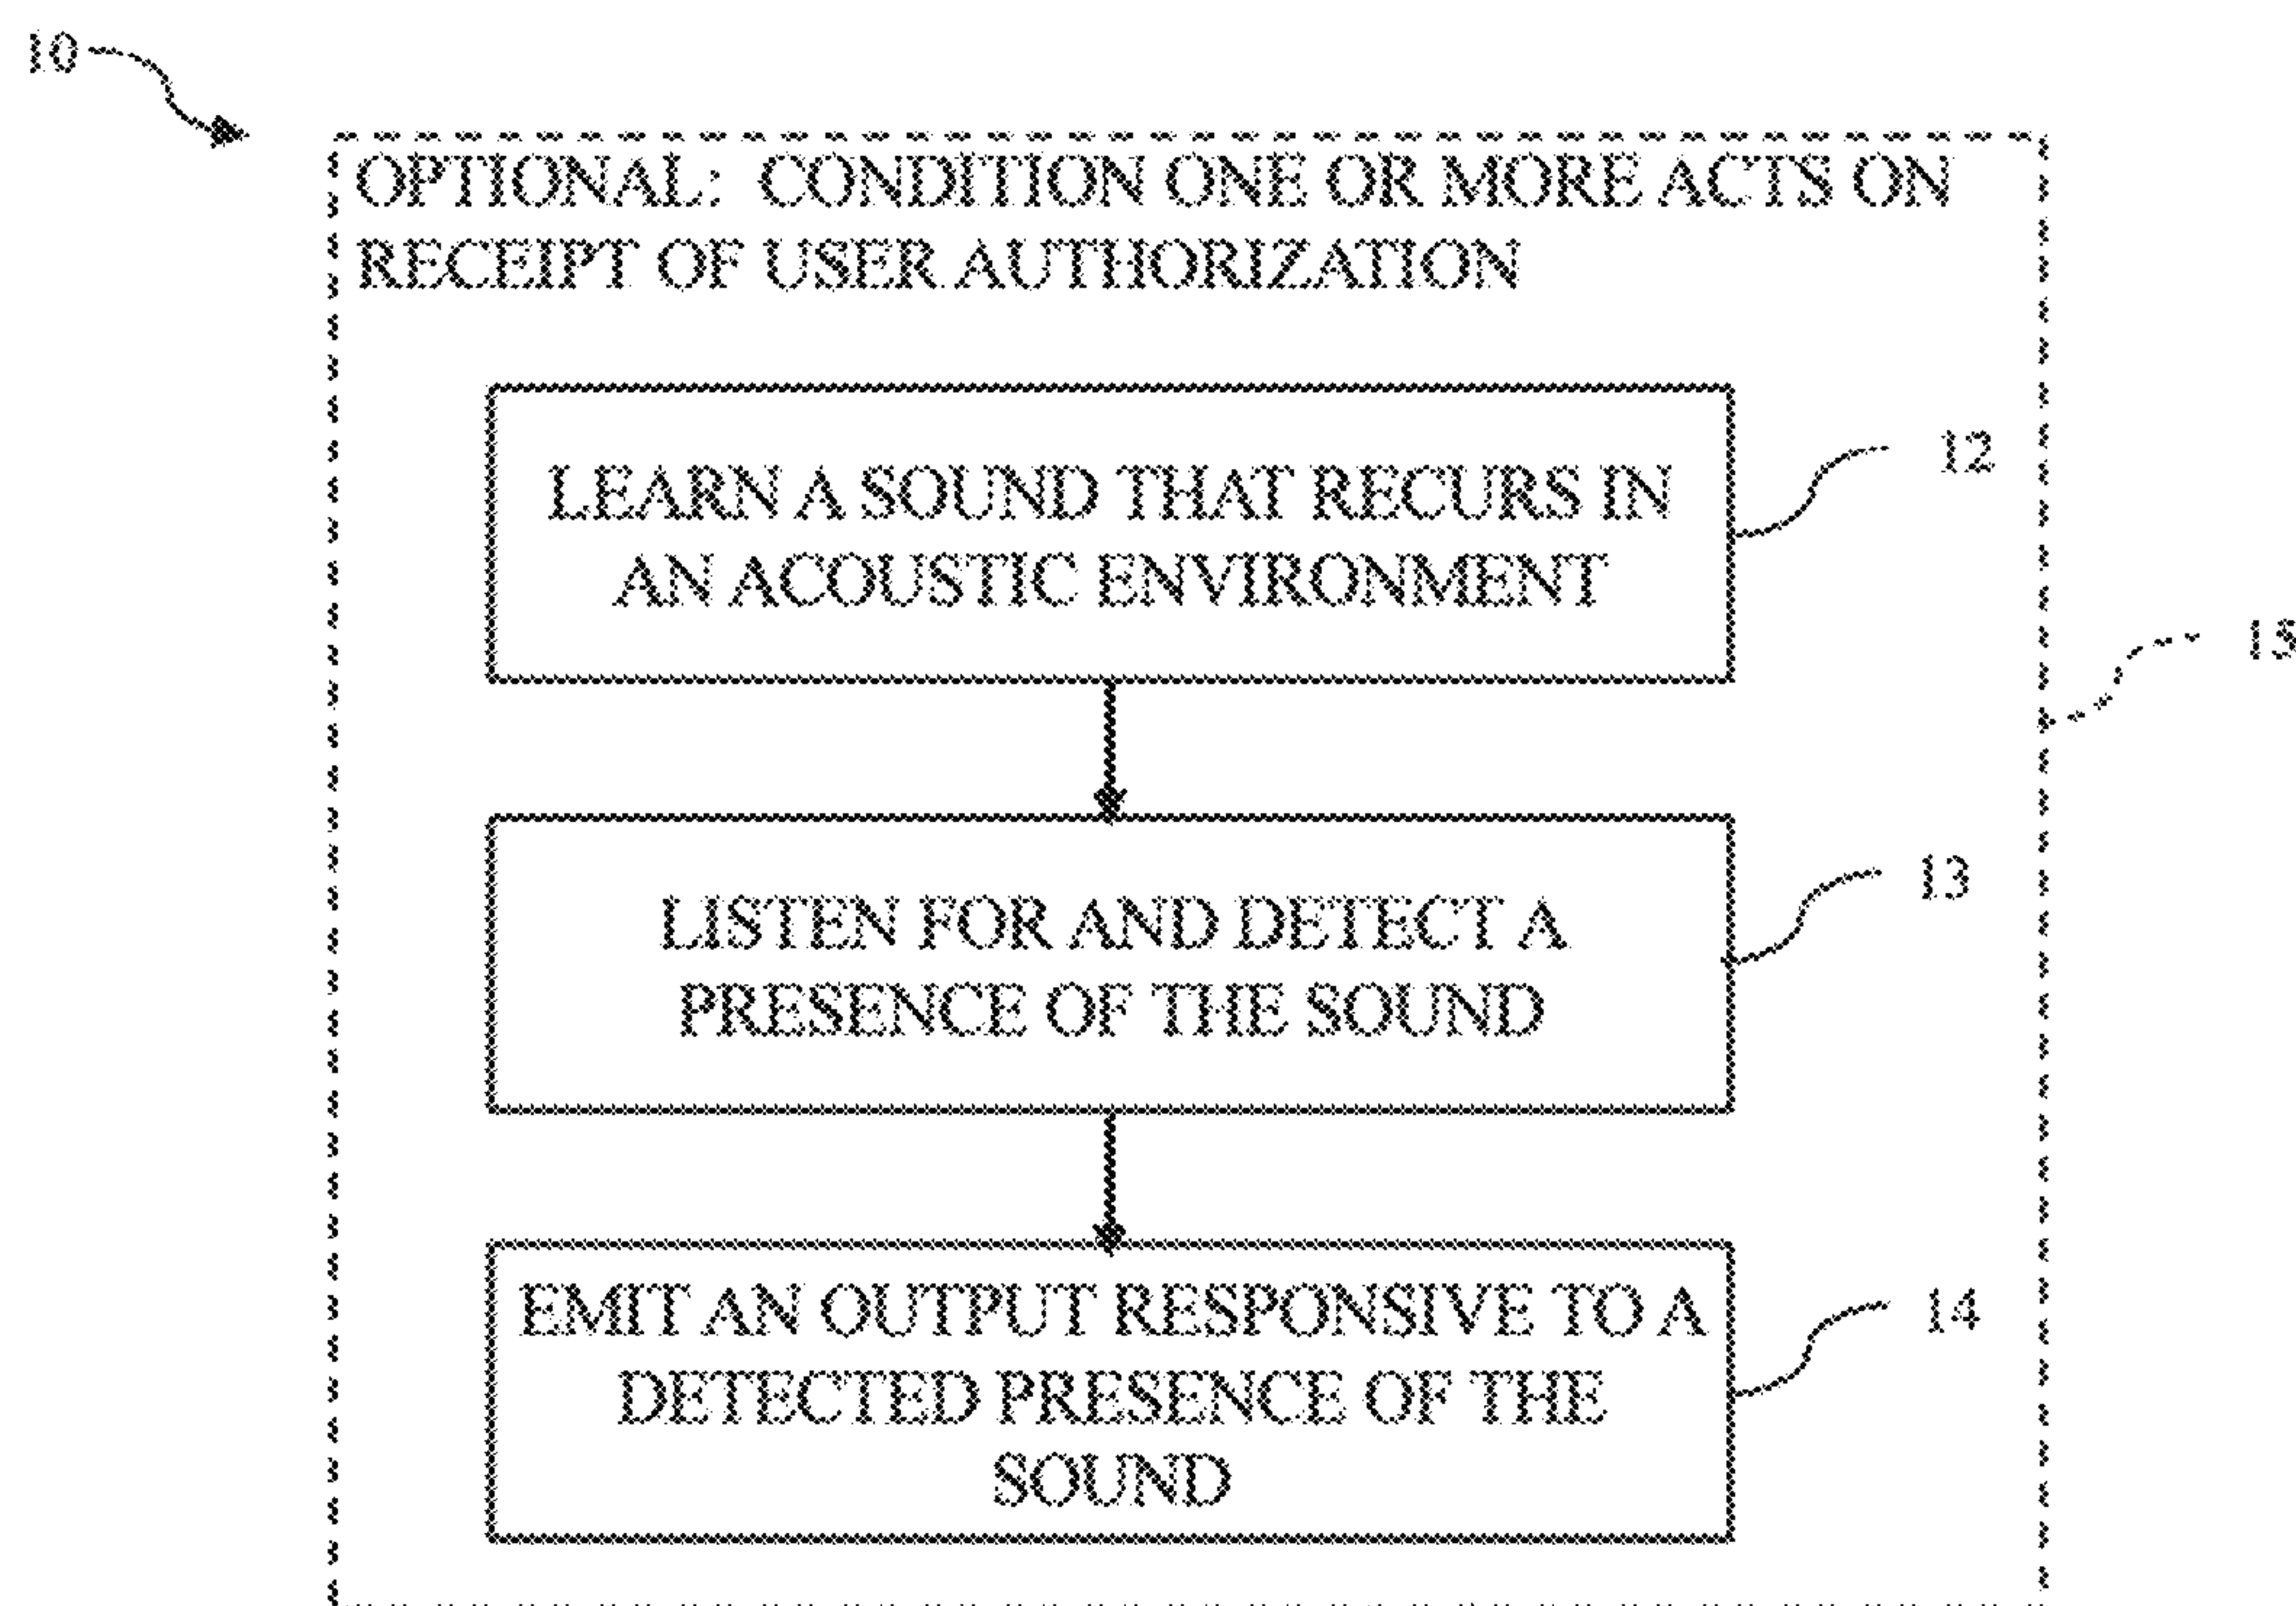 10
OPTIONAL: CONDITION ONE OR MORE ACTS ON
RECEIPT OF USER AUTHORIZATION
LEARN A SOUND THAT RECURS IN
AN ACOUSTIC ENVIRONMENT
12
15
LISTEN FOR AND DETECT A
PRESENCE OF THE SOUND
13
EMIT AN OUTPUT RESPONSIVE TO A
DETECTED PRESENCE OF THE
SOUND
14